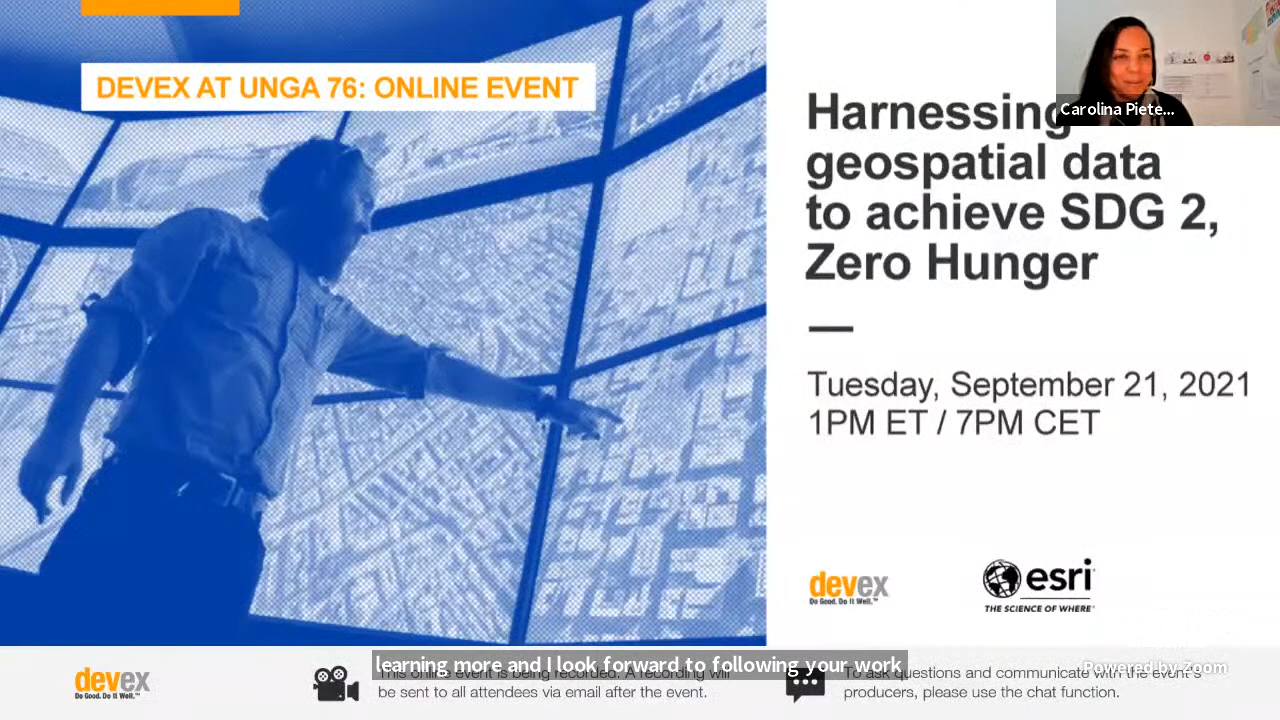 DEVEX AT UNGA 76: ONLINE EVENT
LOS A
Carolina Piete...
Harnessing
geospatial data
to achieve SDG 2,
Zero Hunger
Tuesday, September 21, 2021
1PM ET / 7PM CET
devex
Do Good. Do It Well.™
esri
THE SCIENCE OF WHERE®
learning more and I look forward to following your work
devex
Do Good. Do It Well.™
This online event is being recorded. A recording will
be sent to all attendees via email after the event.
To ask questions and communicate with the event's
producers, please use the chat function.
Powered by Zoom